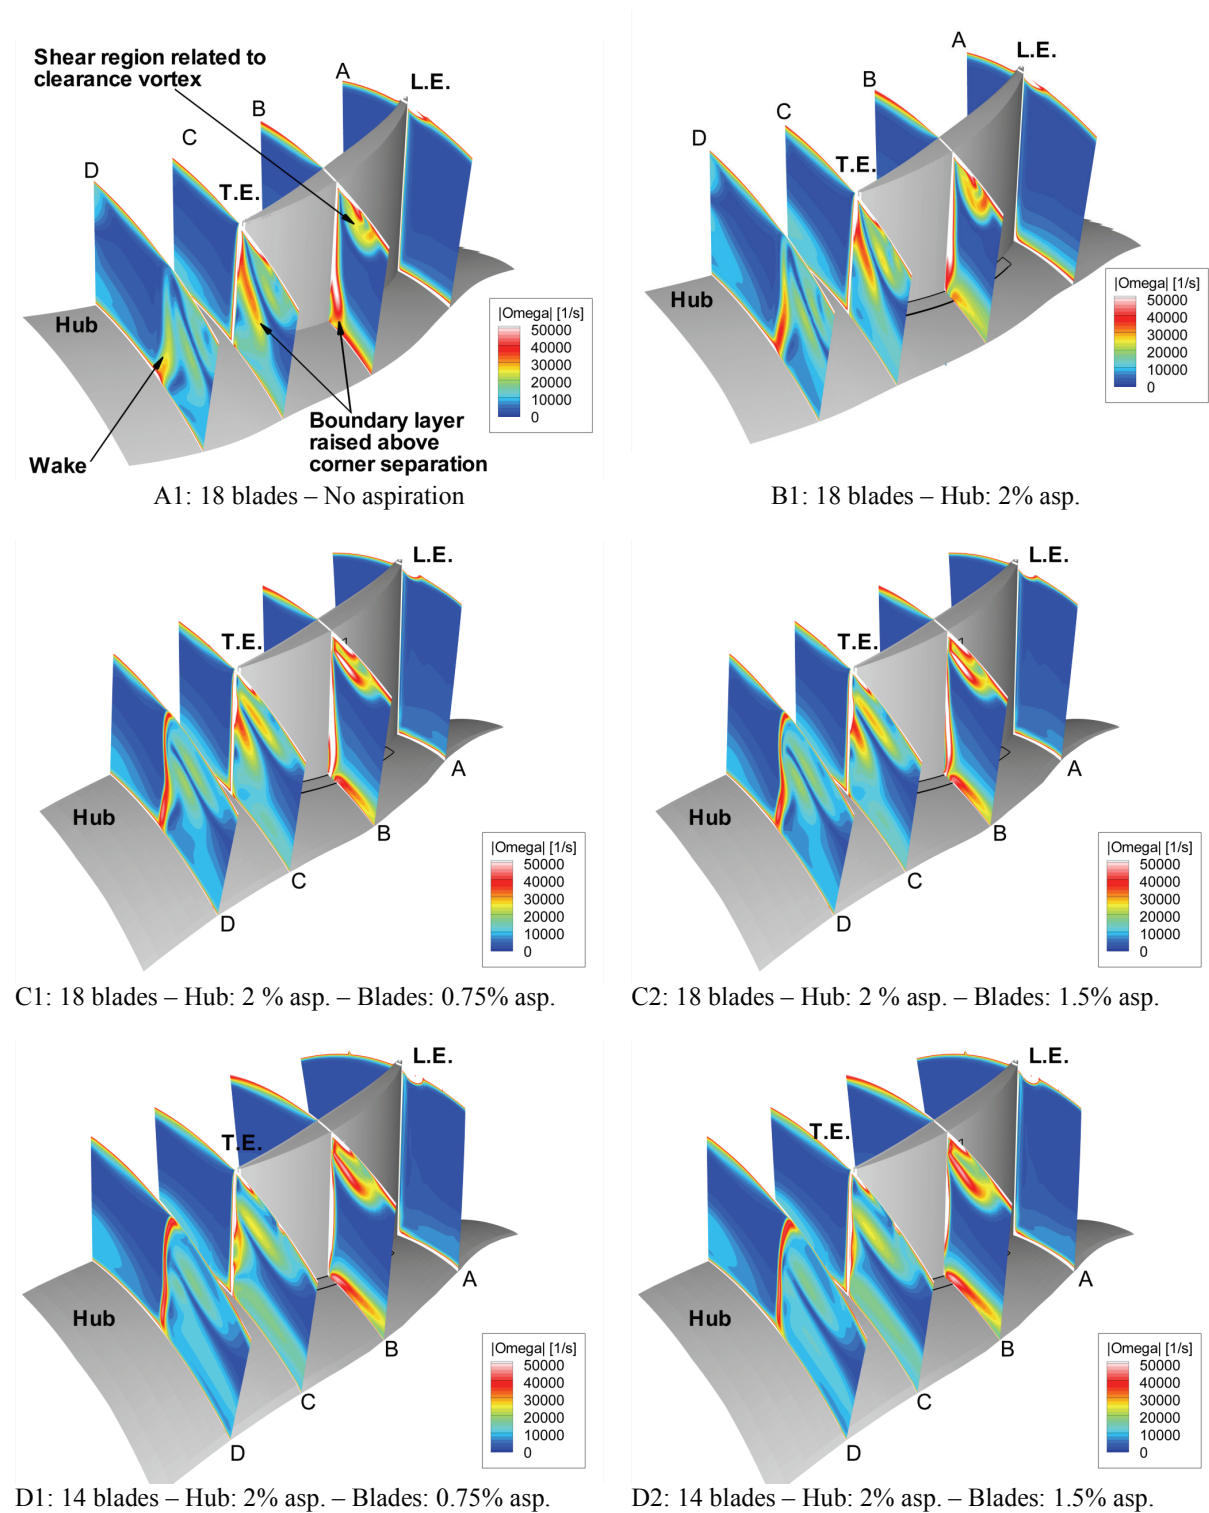 Shear region related to
clearance vortex
A
L.E.
B
C
D
T.E.
Hub
|Omega| [1/s]
50000
40000
30000
20000
10000
0
Boundary layer
raised above
corner separation
Wake
A1: 18 blades – No aspiration
A
L.E.
B
C
D
T.E.
Hub
|Omega| [1/s]
50000
40000
30000
20000
10000
0
B1: 18 blades – Hub: 2% asp.
L.E.
T.E.
1
A
Hub
B
|Omega| [1/s]
50000
40000
30000
20000
10000
0
C
D
C1: 18 blades – Hub: 2 % asp. – Blades: 0.75% asp.
L.E.
T.E.
1
A
Hub
B
|Omega| [1/s]
50000
40000
30000
20000
10000
0
C
D
C2: 18 blades – Hub: 2 % asp. – Blades: 1.5% asp.
L.E.
T.E.
1
A
Hub
B
|Omega| [1/s]
50000
40000
30000
20000
10000
0
C
D
D1: 14 blades – Hub: 2% asp. – Blades: 0.75% asp.
L.E.
T.E.
1
A
Hub
B
|Omega| [1/s]
50000
40000
30000
20000
10000
0
C
D
D2: 14 blades – Hub: 2% asp. – Blades: 1.5% asp.